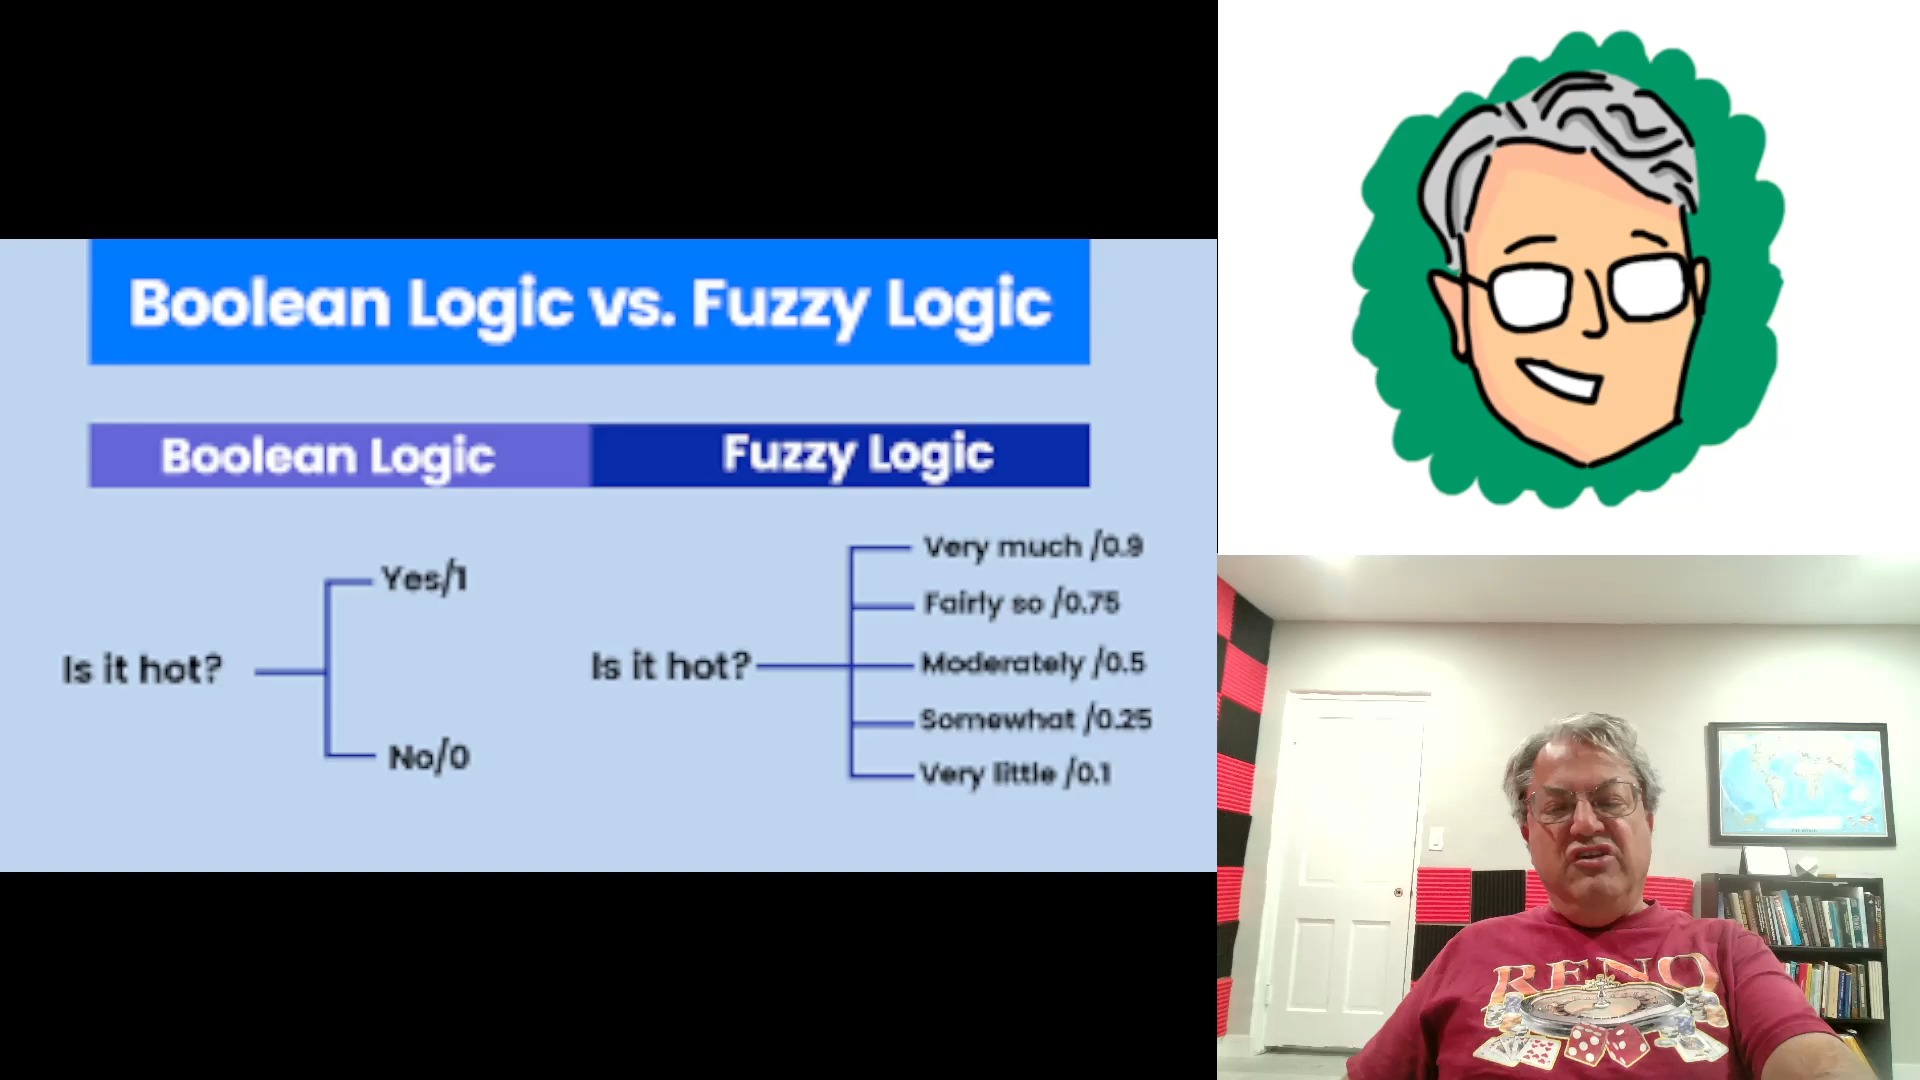 Boolean Logic vs. Fuzzy Logic
Boolean Logic
Fuzzy Logic
Is it hot?
Yes/1
No/0
Is it hot?
Very much /0.9
Fairly so /0.75
Moderately /0.5
Somewhat /0.25
Very little /0.1
RENO